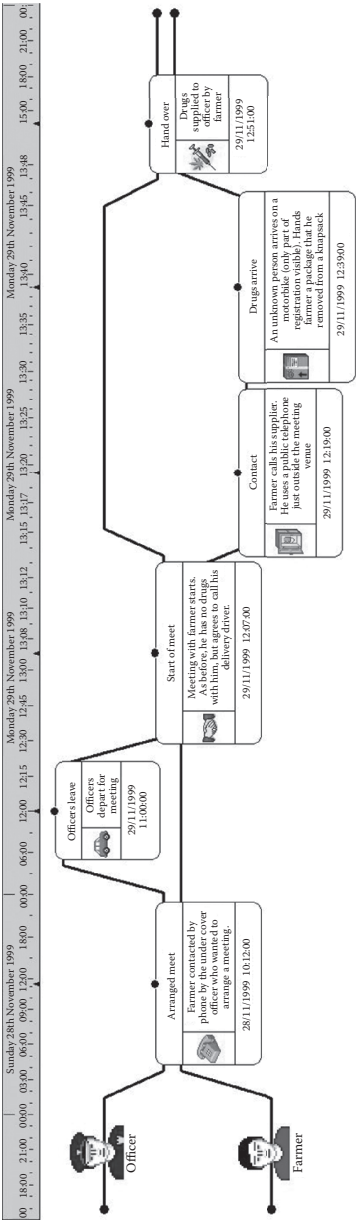 Sunday 28th November 1999 Monday 29th November 1999 Monday 29th November 1999 Monday 29th November 1999
00 18:00 21:00 00:00 03:00 06:00 09:00 12:00 18:00 00:00 06:00 12:00 12:15 12:30 12:45 13:00 13:08 13:10 13:12 13:15 13:17 13:20 13:25 13:30 13:35 13:40 13:45 13:48 15:00 18:00 21:00 00:
Officer
Farmer
Arranged meet
Farmer contacted by
phone by the under cover
officer who wanted to
arrange a meeting.
28/11/1999 10:12:00
Officers leave
Officers
depart for
meeting
29/11/1999
11:00:00
Start of meet
Meeting with farmer starts.
As before, he has no drugs
with him, but agrees to call his
delivery driver.
29/11/1999 12:07:00
Contact
Farmer calls his supplier.
He uses a public telephone
just outside the meeting
venue
29/11/1999 12:19:00
Drugs arrive
An unknown person arrives on a
motorbike (only part of
registration visible). Hands
farmer a package that he
removed from a knapsack
29/11/1999 12:39:00
Hand over
Drugs
supplied to
officer by
farmer
29/11/1999
12:51:00